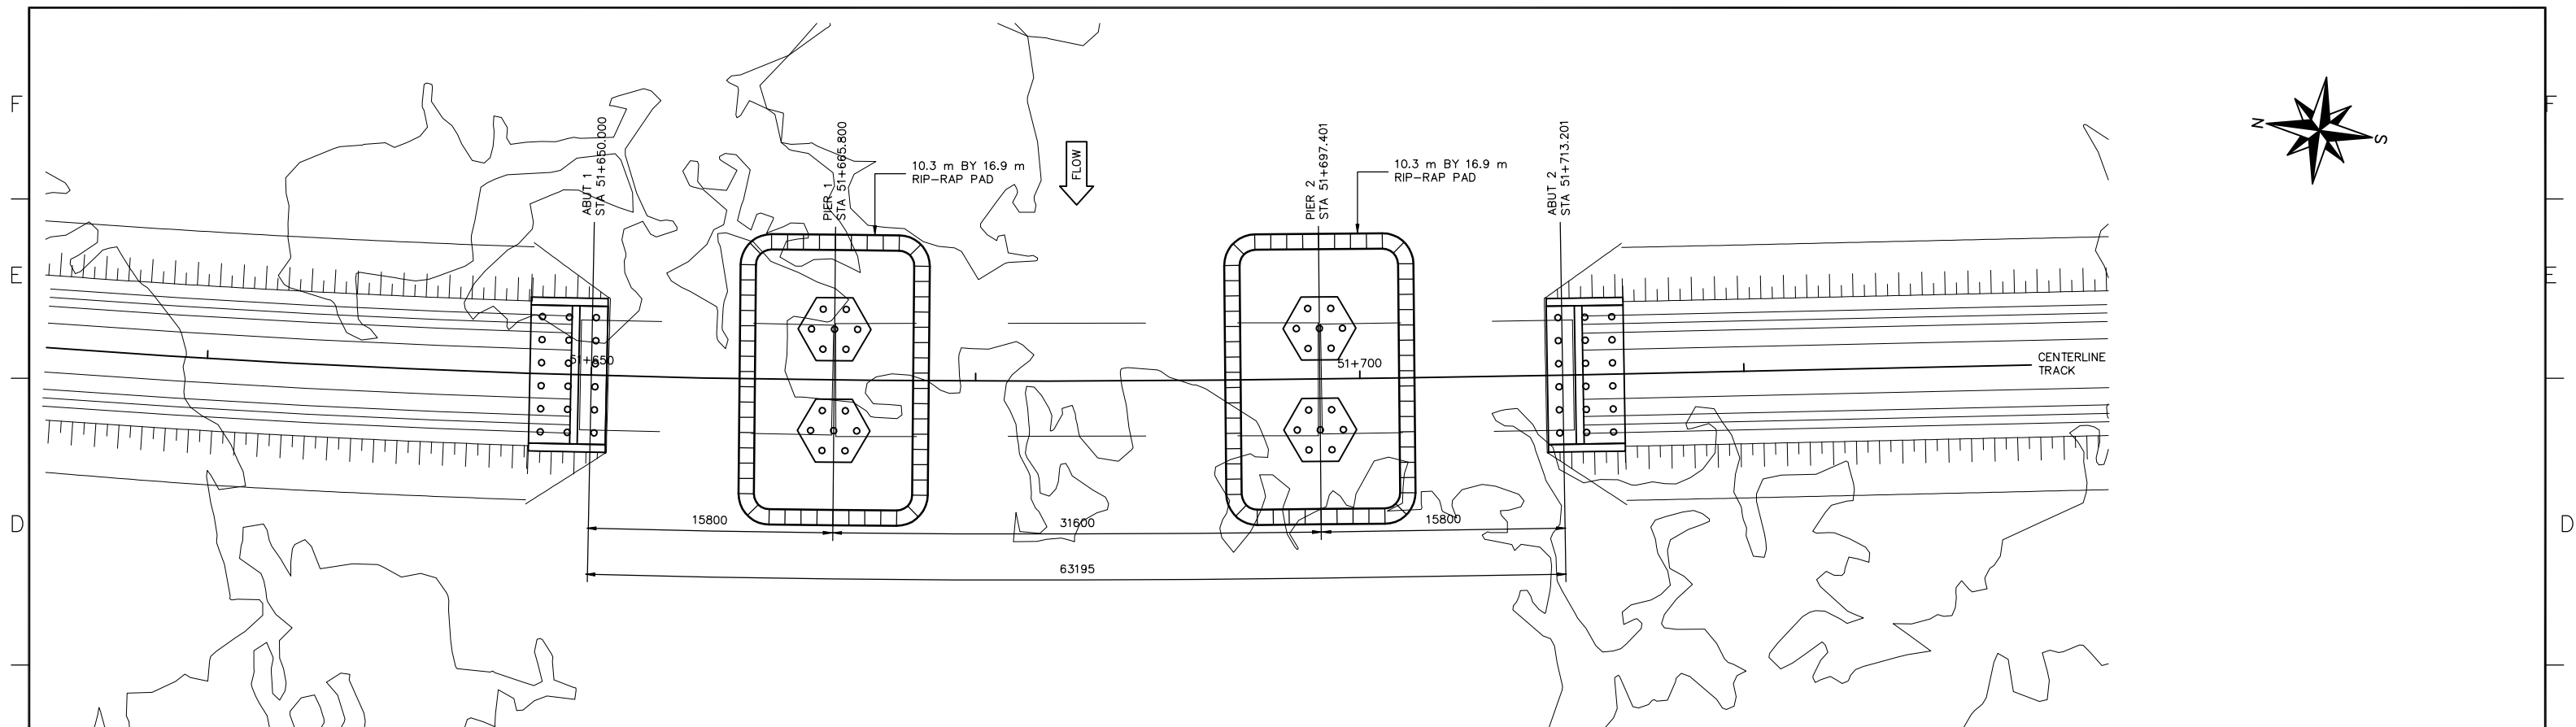 F
F
N
S
ABUT 1
STA 51+650.000
PIER 1
STA 51+665.800
10.3 m BY 16.9 m
RIP-RAP PAD
FLOW
PIER 2
STA 51+697.401
10.3 m BY 16.9 m
RIP-RAP PAD
ABUT 2
STA 51+713.201
E
E
51+650
51+700
CENTERLINE
TRACK
D
D
15800
31600
15800
63195